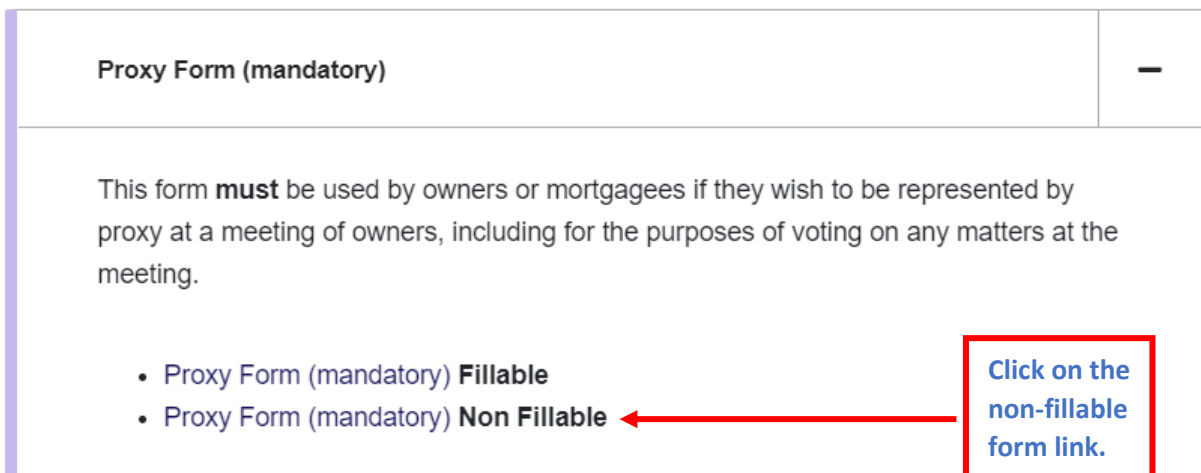 Proxy Form (mandatory)
This form must be used by owners or mortgagees if they wish to be represented by
proxy at a meeting of owners, including for the purposes of voting on any matters at the
meeting.
• Proxy Form (mandatory) Fillable
• Proxy Form (mandatory) Non Fillable
Click on the
non-fillable
form link.